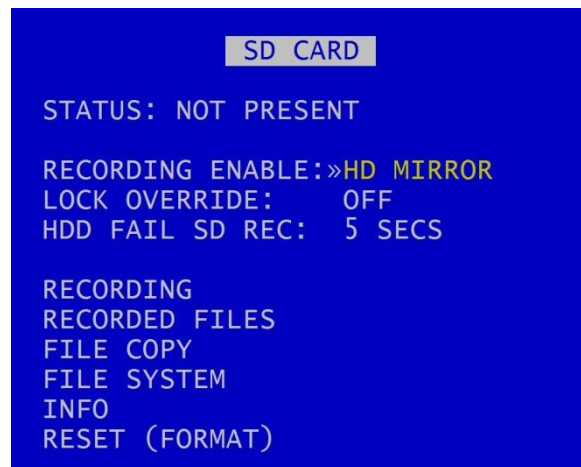 SD CARD
STATUS: NOT PRESENT
RECORDING ENABLE:»HD MIRROR
LOCK OVERRIDE: OFF
HDD FAIL SD REC: 5 SECS
RECORDING
RECORDED FILES
FILE COPY
FILE SYSTEM
INFO
RESET (FORMAT)